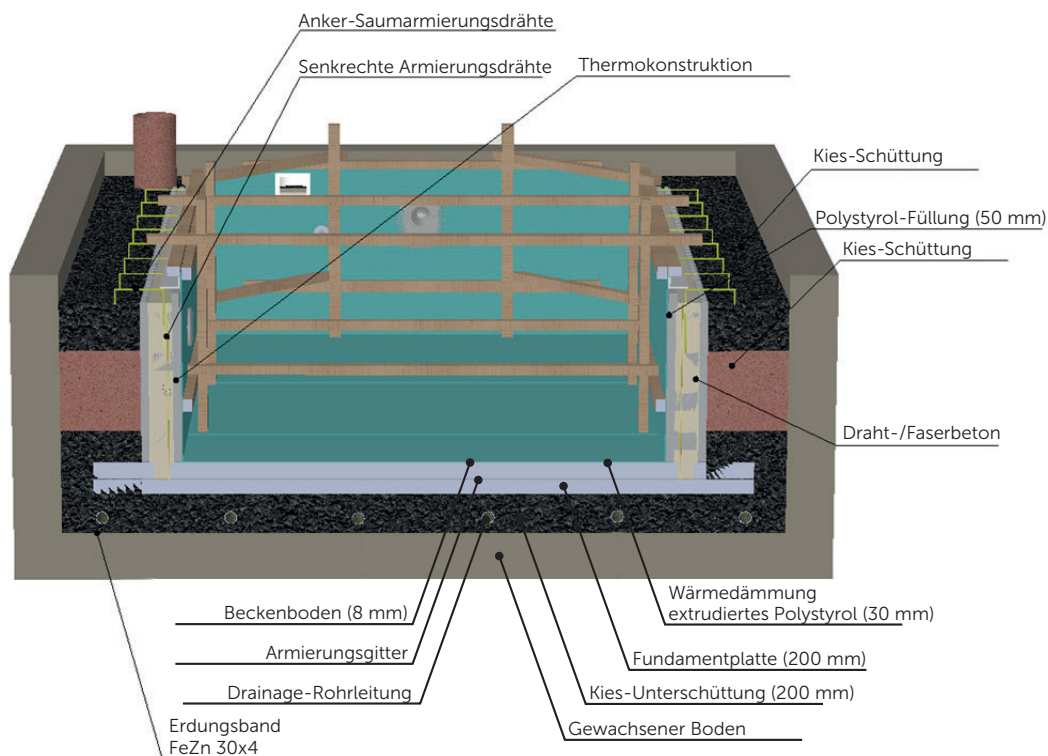 Anker-Saumarmierungsdrähte
Senkrechte Armierungsdrähte
Thermokonstruktion
Kies-Schüttung
Polystyrol-Füllung (50 mm)
Kies-Schüttung
Draht-/Faserbeton
Wärmedämmung
extrudiertes Polystyrol (30 mm)
Beckenboden (8 mm)
Armierungsgitter
Fundamentplatte (200 mm)
Drainage-Rohrleitung
Kies-Unterschüttung (200 mm)
Erdungsband
FeZn 30x4
Gewachsener Boden